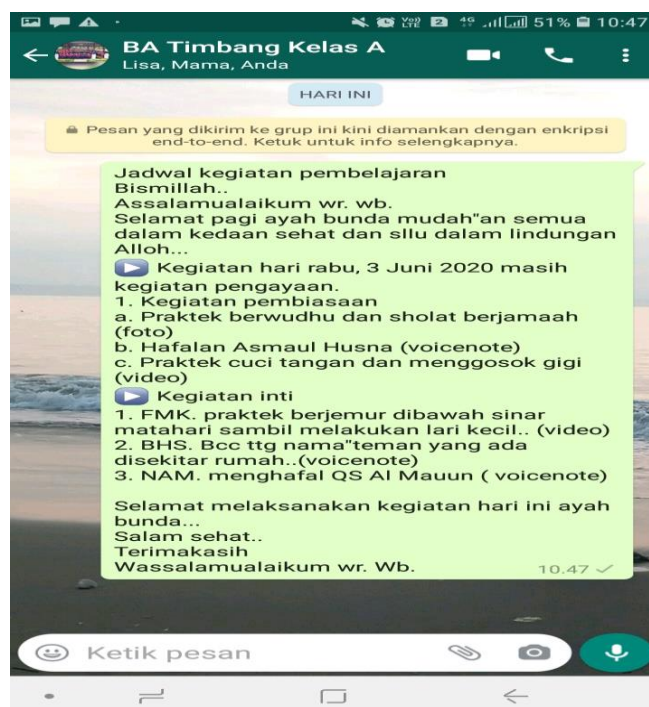 Vo))
LTE 2 4G 51% 10:47
BA Timbang Kelas A
Lisa, Mama, Anda
HARI INI
Pesan yang dikirim ke grup ini kini diamankan dengan enkripsi
end-to-end. Ketuk untuk info selengkapnya.
Jadwal kegiatan pembelajaran
Bismillah..
Assalamualaikum wr. wb.
Selamat pagi ayah bunda mudah"an semua
dalam kedaan sehat dan sllu dalam lindungan
Alloh...
Kegiatan hari rabu, 3 Juni 2020 masih
kegiatan pengayaan.
1. Kegiatan pembiasaan
a. Praktek berwudhu dan sholat berjamaah
(foto)
b. Hafalan Asmaul Husna (voicenote)
c. Praktek cuci tangan dan menggosok gigi
(video)
Kegiatan inti
1. FMK. praktek berjemur dibawah sinar
matahari sambil melakukan lari kecil.. (video)
2. BHS. Bcc ttg nama"teman yang ada
disekitar rumah..(voicenote)
3. NAM. menghafal QS Al Mauun ( voicenote)
Selamat melaksanakan kegiatan hari ini ayah
bunda...
Salam sehat..
Terimakasih
Wassalamualaikum wr. Wb.
10.47
Ketik pesan